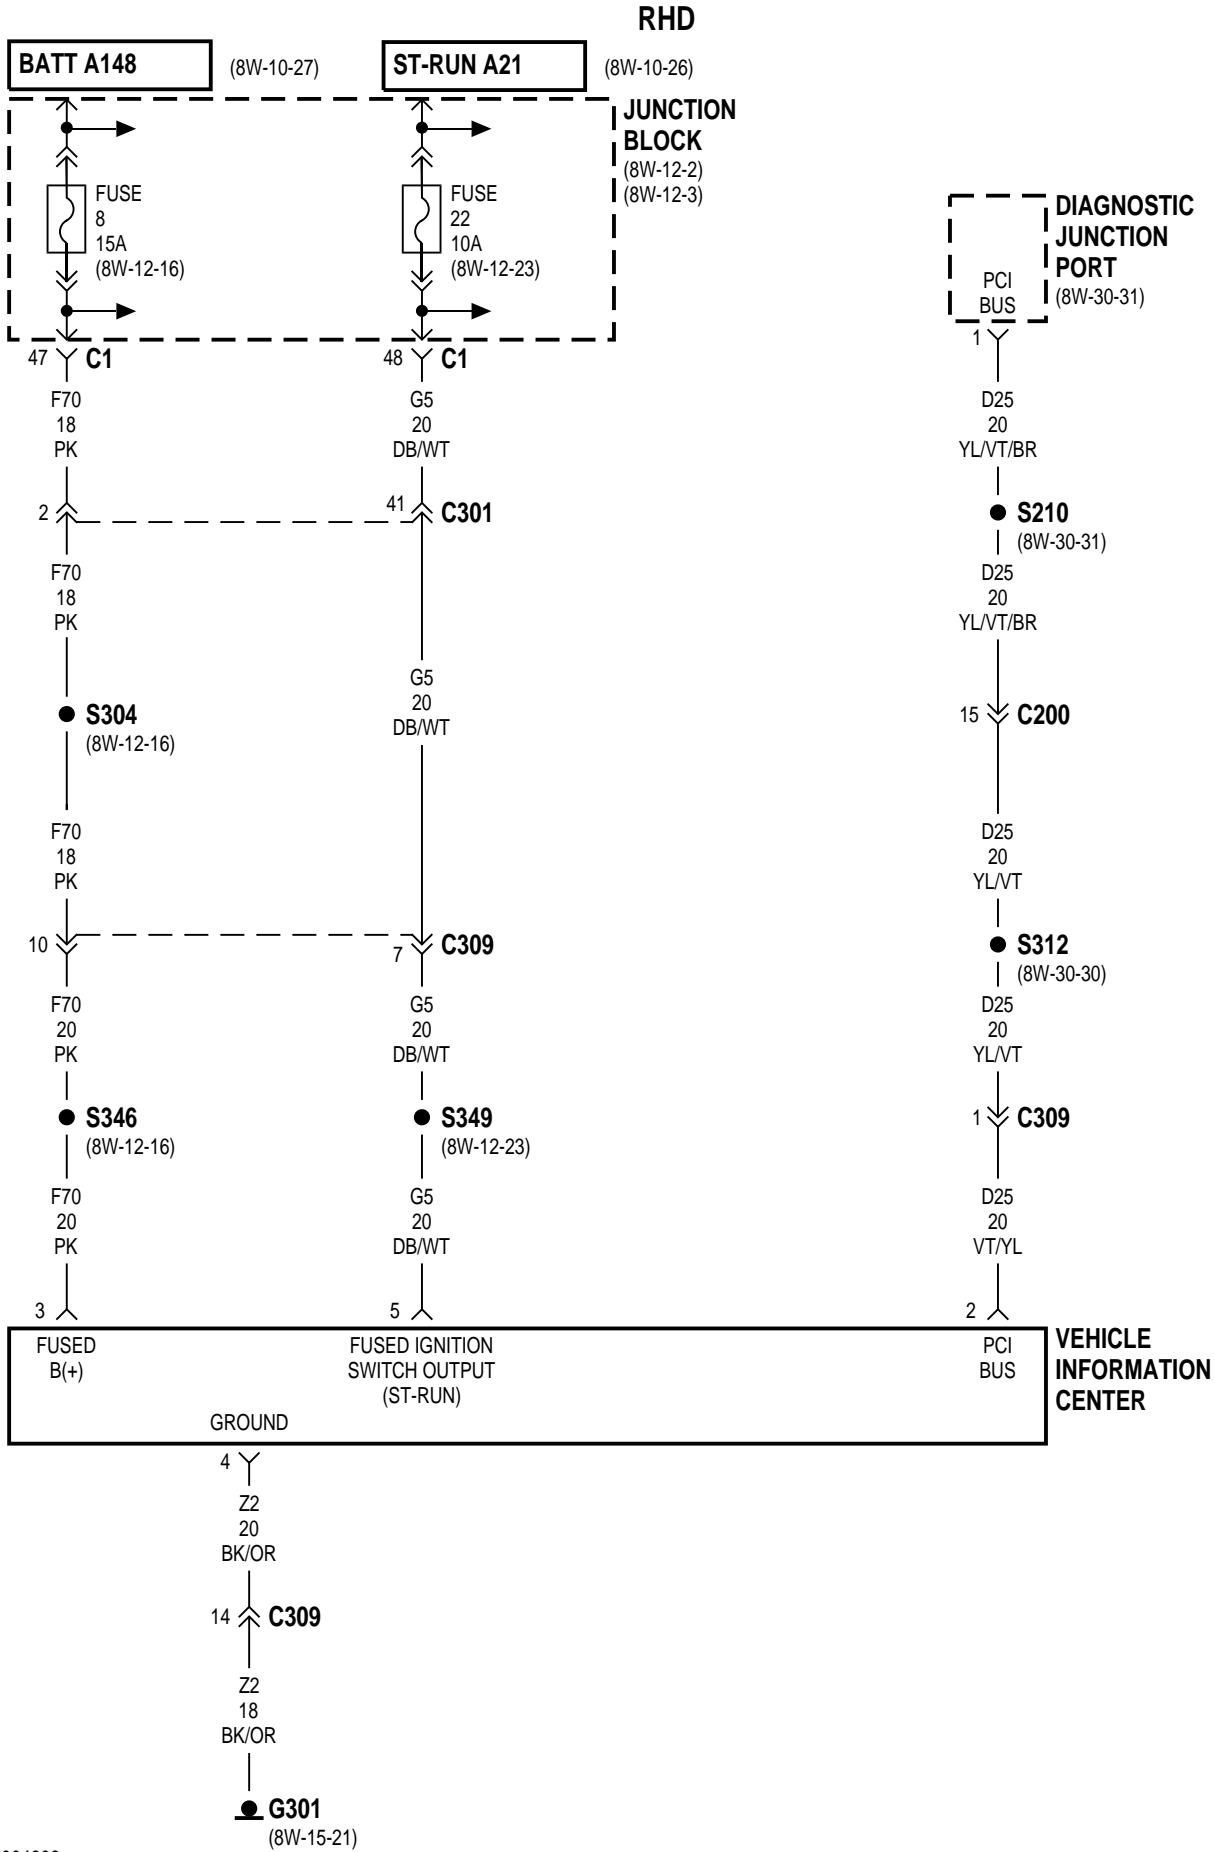 RHD
BATT A148
(8W-10-27)
ST-RUN A21
(8W-10-26)
JUNCTION
BLOCK
(8W-12-2)
(8W-12-3)
FUSE
8
15A
(8W-12-16)
FUSE
22
10A
(8W-12-23)
DIAGNOSTIC
JUNCTION
PORT
(8W-30-31)
PCI
BUS
47 C1
48 C1
1
F70
18
PK
G5
20
DB/WT
D25
20
YL/VT/BR
2
41 C301
S210
(8W-30-31)
F70
18
PK
D25
20
YL/VT/BR
G5
20
DB/WT
S304
(8W-12-16)
15 C200
F70
18
PK
D25
20
YL/VT
10
7 C309
S312
(8W-30-30)
F70
20
PK
G5
20
DB/WT
D25
20
YL/VT
S346
(8W-12-16)
S349
(8W-12-23)
1 C309
F70
20
PK
G5
20
DB/WT
D25
20
VT/YL
3
5
2
FUSED
B(+)
FUSED IGNITION
SWITCH OUTPUT
(ST-RUN)
PCI
BUS
VEHICLE
INFORMATION
CENTER
GROUND
4
Z2
20
BK/OR
14 C309
Z2
18
BK/OR
G301
(8W-15-21)